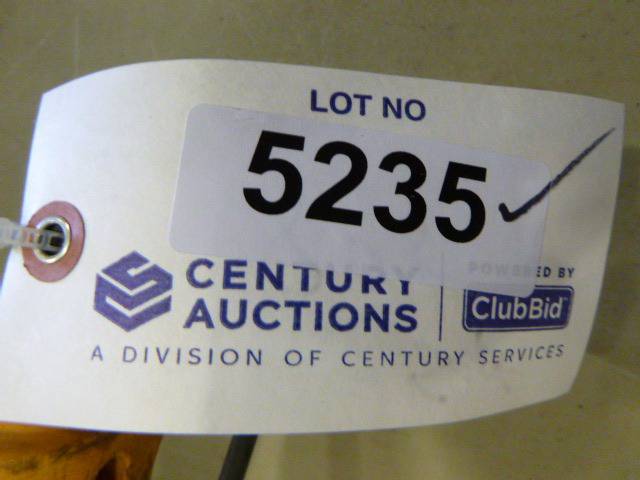 LOT NO
5235
CENTURY AUCTIONS
POWERED BY
ClubBid
A DIVISION OF CENTURY SERVICES